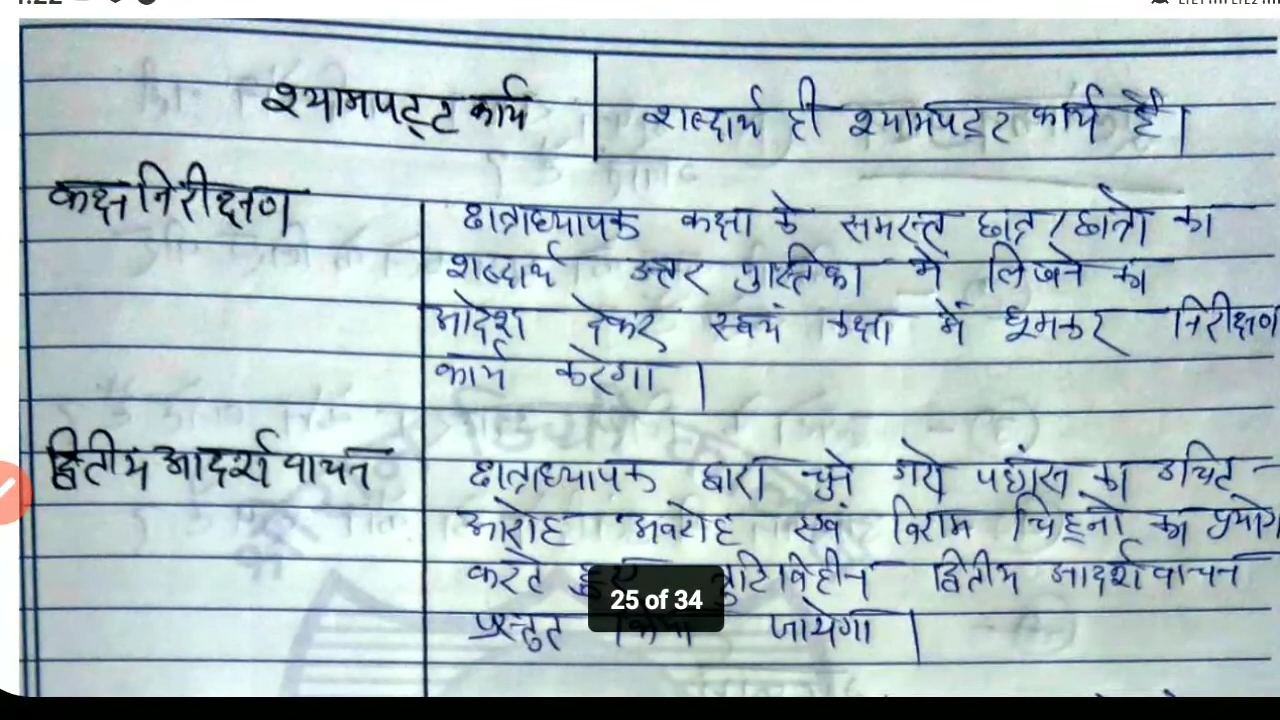 श्यामपट्ट कार्य
शब्दार्थ ही श्यामपट्ट कार्य हैं।
कक्ष निरीक्षण
छात्राध्यापक कक्षा के समस्त छात्र / छात्रो का
शब्दार्थ उत्तर पुस्तिका में लिखने का
आदेश देकर स्वयं कक्षा में घूमकर निरीक्षण
कार्य करेगा ।
द्वितीय आदर्श वाचन
छात्राध्यापक द्वारा चुने गये पद्यांश का उचित
आरोह अवरोह एवं विराम चिह्नो का प्रयोग
करते हुए त्रुटिविहीन द्वितीय आदर्श वाचन
प्रस्तुत किया जायेगा ।
25 of 34